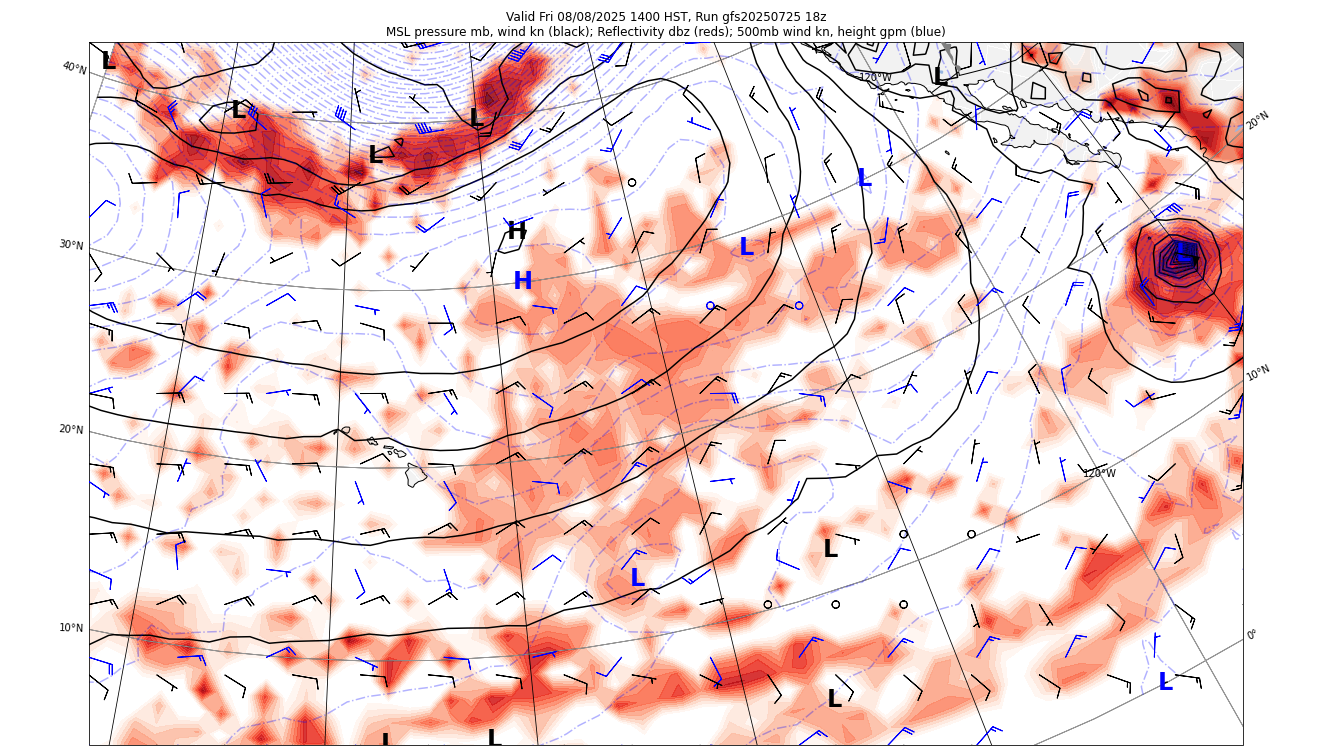 Valid Fri 08/08/2025 1400 HST, Run gfs20250725 18z
MSL pressure mb, wind kn (black); Reflectivity dbz (reds); 500mb wind kn, height gpm (blue)
L
40°N
120°W
L
L
L
20°N
L
L
H
L
30°N
H
10°N
20°N
120°W
L
L
10°N
0°
L
L
L
L